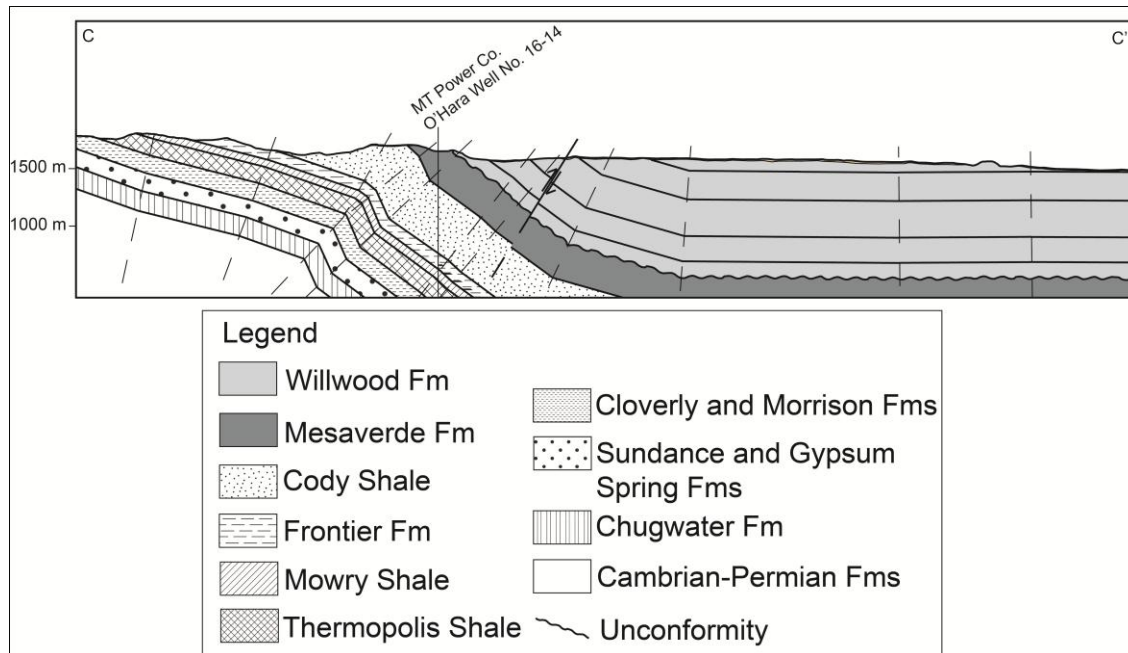 C
C'
MT Power Co.
O'Hara Well No. 16-14
1500 m
1000 m
Legend
Willwood Fm
Mesaverde Fm
Cody Shale
Frontier Fm
Mowry Shale
Thermopolis Shale
Cloverly and Morrison Fms
Sundance and Gypsum
Spring Fms
Chugwater Fm
Cambrian-Permian Fms
Unconformity